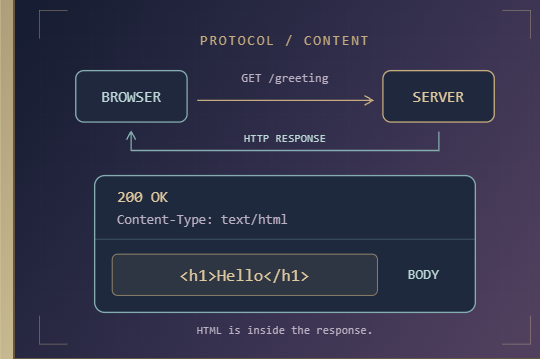 PROTOCOL / CONTENT
BROWSER
GET /greeting
SERVER
HTTP RESPONSE
200 OK
Content-Type: text/html
<h1>Hello</h1>
BODY
HTML is inside the response.